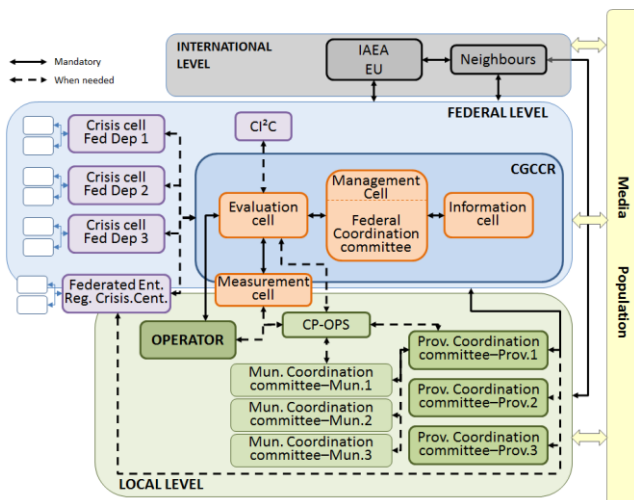 Mandatory
When needed
INTERNATIONAL
LEVEL
IAEA
EU
Neighbours
FEDERAL LEVEL
Crisis cell
Fed Dep 1
CI²C
CGCCR
Crisis cell
Fed Dep 2
Evaluation
cell
Management
Cell
Federal
Coordination
committee
Information
cell
Crisis cell
Fed Dep 3
Federated Ent.
Reg. Crisis.Cent.
Measurement
cell
OPERATOR
CP-OPS
Prov. Coordination
committee–Prov.1
Mun. Coordination
committee–Mun.1
Prov. Coordination
committee–Prov.2
Mun. Coordination
committee–Mun.2
Prov. Coordination
committee–Prov.3
Mun. Coordination
committee–Mun.3
LOCAL LEVEL
Media
Population